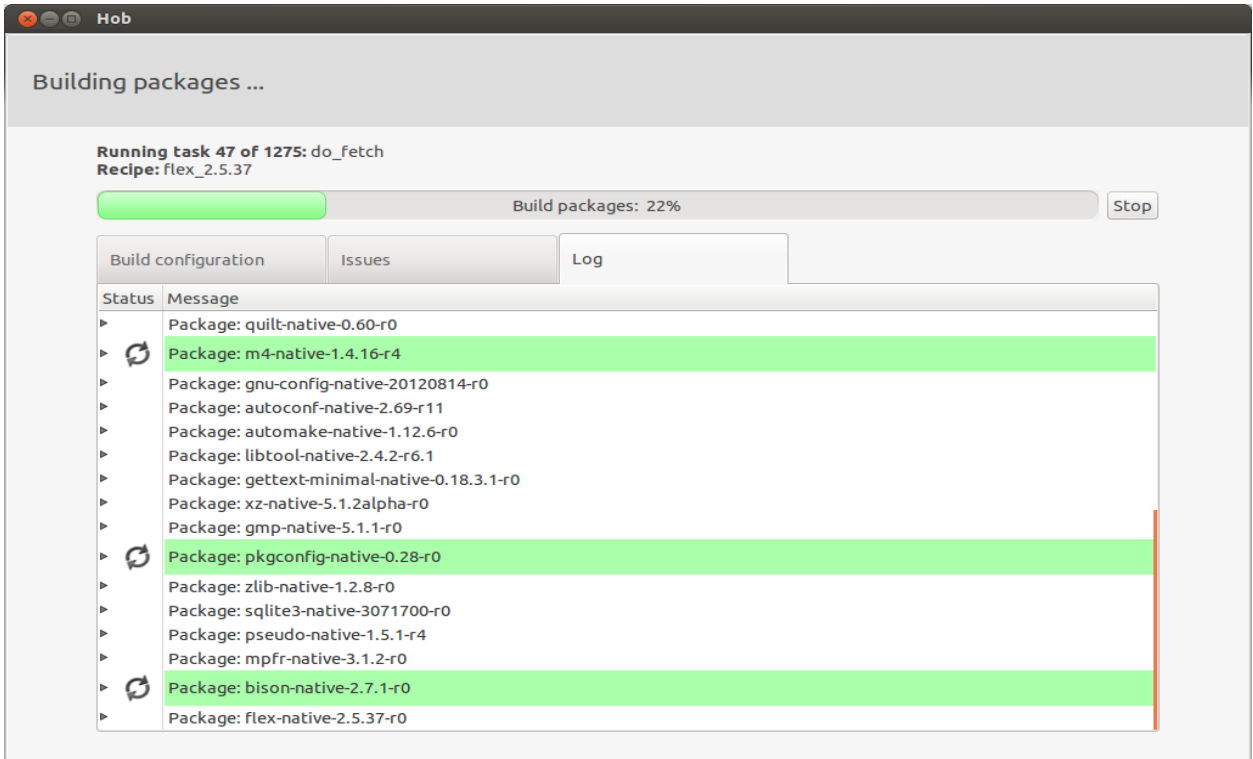 Hob
Building packages ...
Running task 47 of 1275: do_fetch
Recipe: flex_2.5.37
Build packages: 22%
Stop
Build configuration Issues Log
Status Message
Package: quilt-native-0.60-r0
Package: m4-native-1.4.16-r4
Package: gnu-config-native-20120814-r0
Package: autoconf-native-2.69-r11
Package: automake-native-1.12.6-r0
Package: libtool-native-2.4.2-r6.1
Package: gettext-minimal-native-0.18.3.1-r0
Package: xz-native-5.1.2alpha-r0
Package: gmp-native-5.1.1-r0
Package: pkgconfig-native-0.28-r0
Package: zlib-native-1.2.8-r0
Package: sqlite3-native-3071700-r0
Package: pseudo-native-1.5.1-r4
Package: mpfr-native-3.1.2-r0
Package: bison-native-2.7.1-r0
Package: flex-native-2.5.37-r0